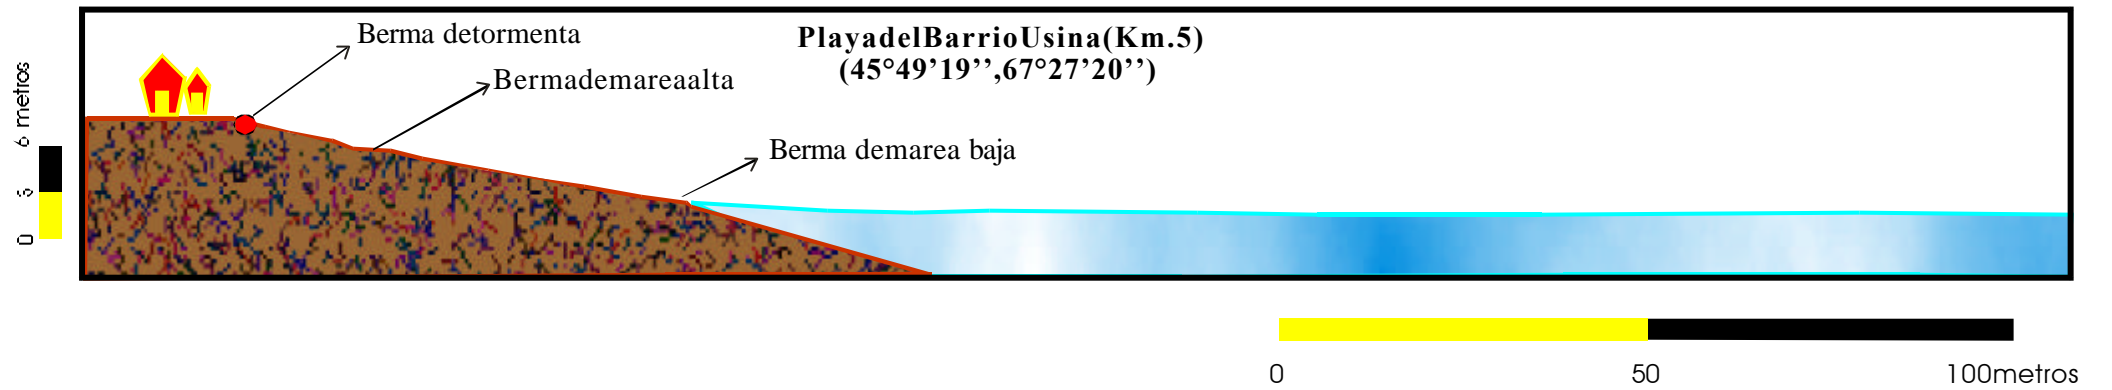 Berma detormenta
PlayadelBarrioUsina(Km.5)
(45°49’19’’,67°27’20’’)
Bermademareaalta
Berma demarea baja
0 3 6 metros
0 50 100metros